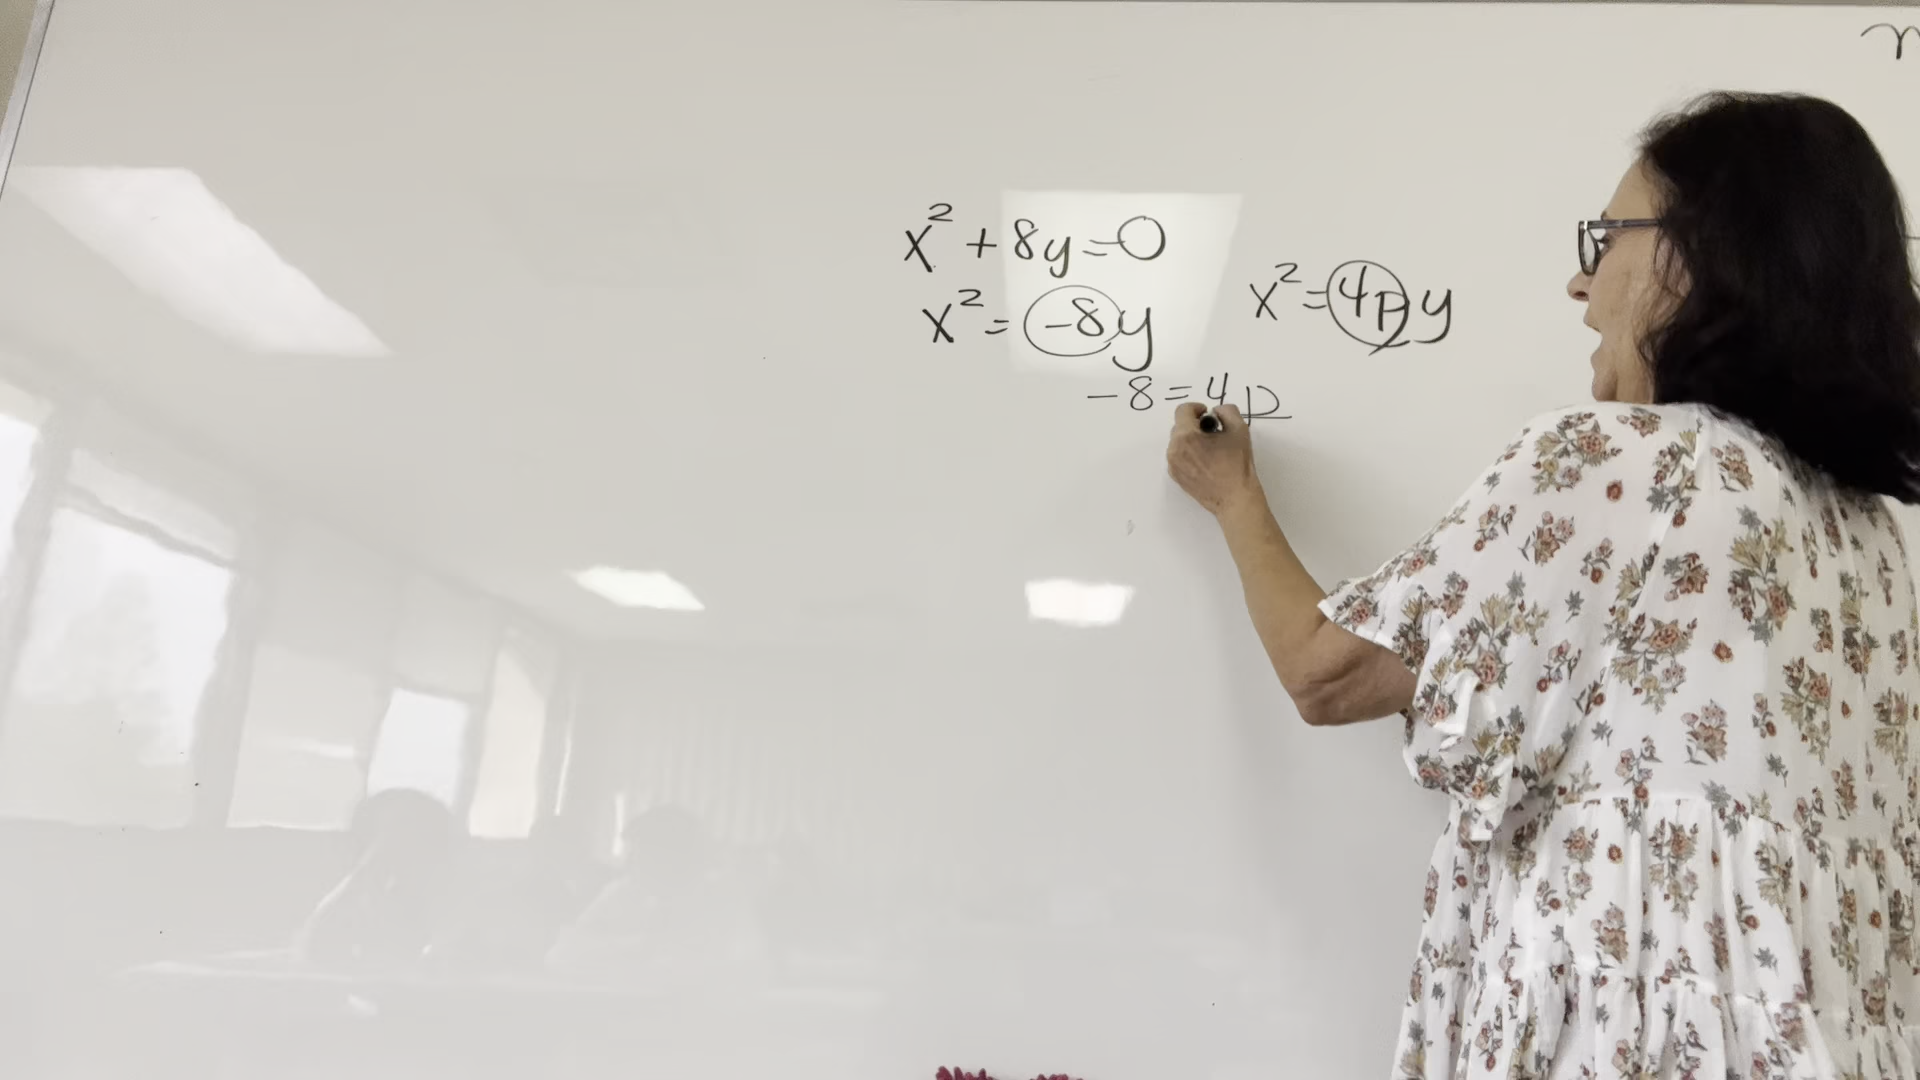 x² + 8y = 0
x² = -8y
x² = 4py
-8 = 4p